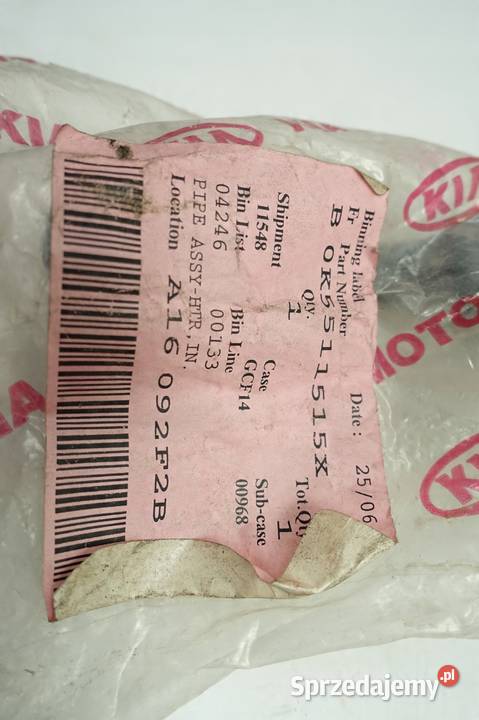 Binning label Date : 25/06
Fr Part Number
B 0K5511515X
Qty. Tot.Qty
1 1
Shipment Case Sub-case
11548 GCF14 00968
Bin List Bin Line
04246 00133
PIPE ASSY-HTR,IN.
Location A16 092F2B
KIA
KIA
KIA
KIA
MOTO
Sprzedajemy.pl